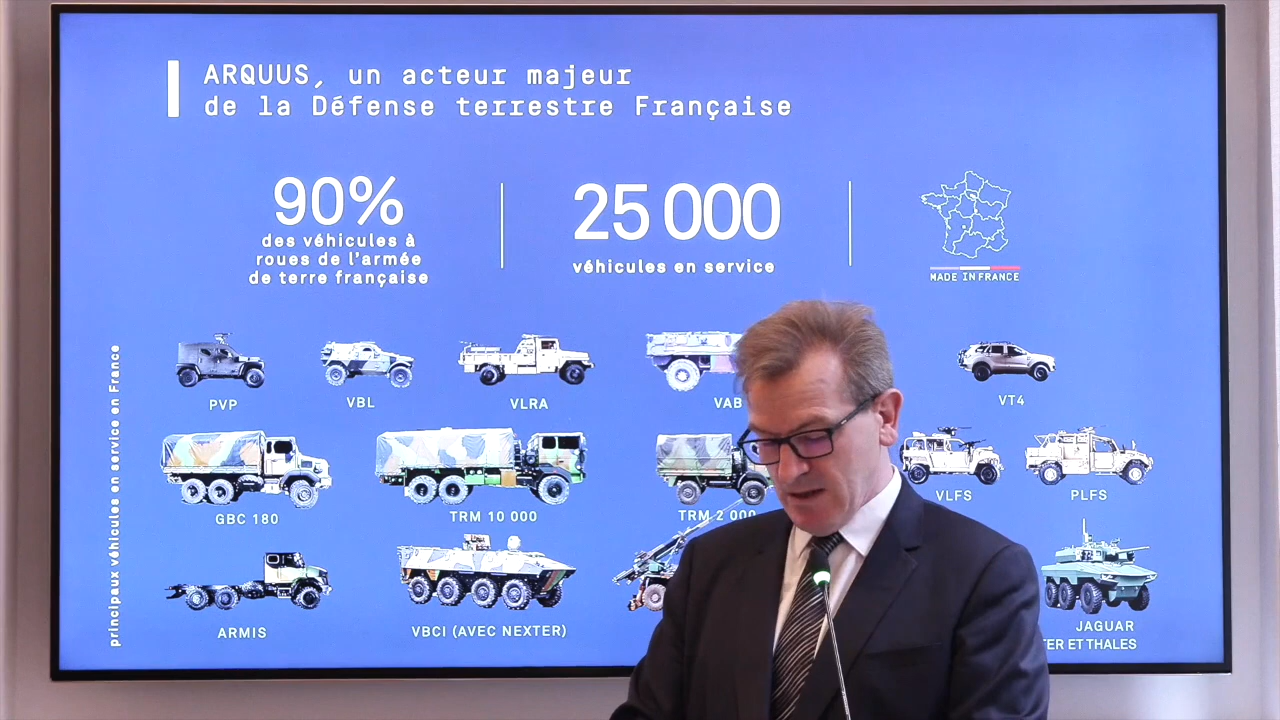 ARQUUS, un acteur majeur
de la Défense terrestre Française
90%
des véhicules à
roues de l'armée
de terre française
25 000
véhicules en service
MADE IN FRANCE
principaux véhicules en service en France
PVP
VBL
VLRA
VAB
VT4
GBC 180
TRM 10 000
TRM 2 000
VLFS
PLFS
ARMIS
VBCI (AVEC NEXTER)
JAGUAR
ET THALES